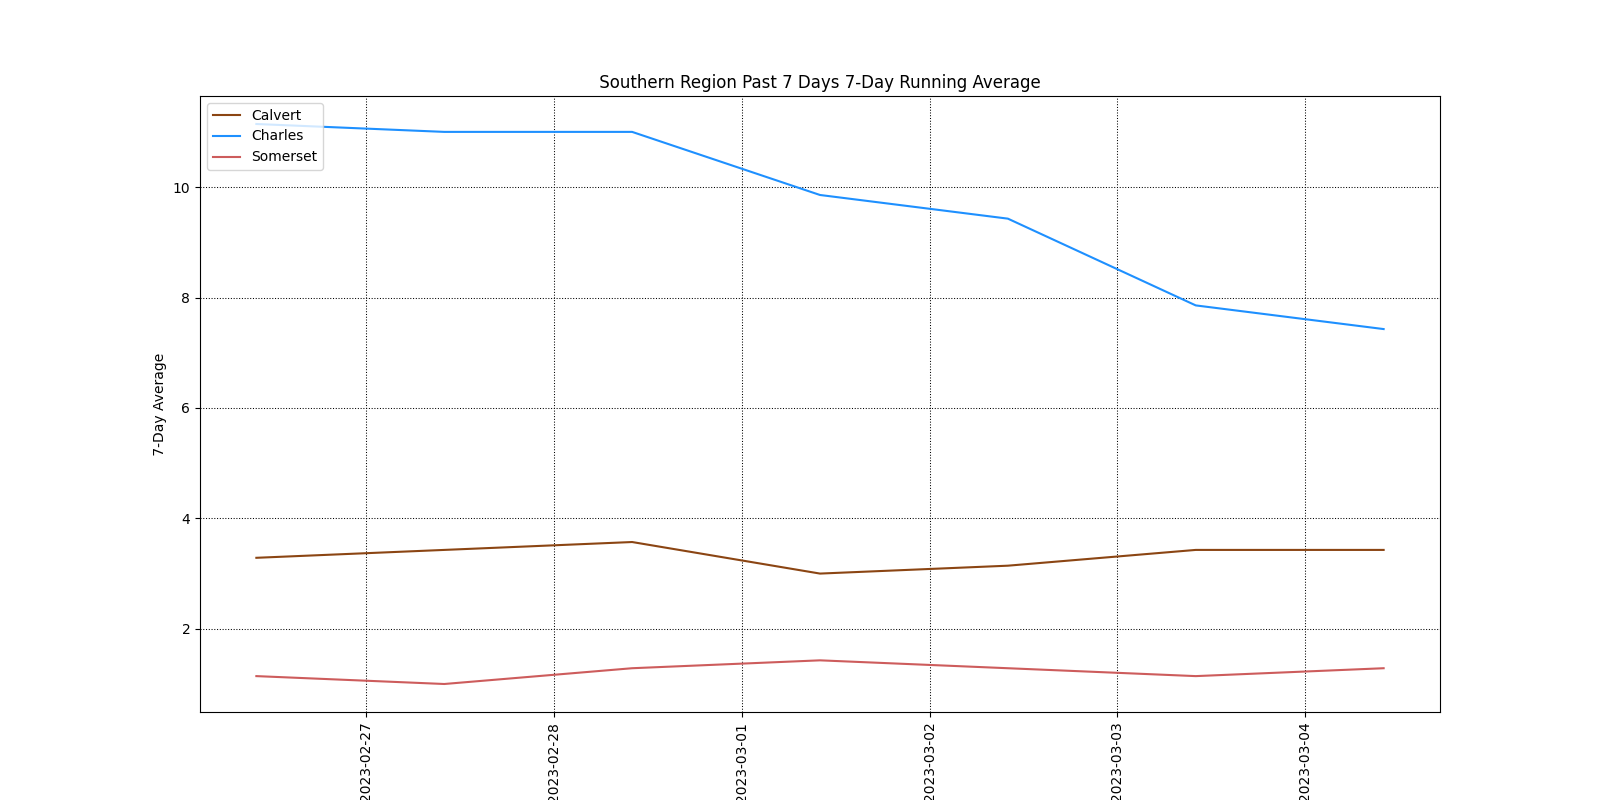 Southern Region Past 7 Days 7-Day Running Average
Calvert
Charles
Somerset
10
8
6
4
2
7-Day Average
2023-02-27
2023-02-28
2023-03-01
2023-03-02
2023-03-03
2023-03-04